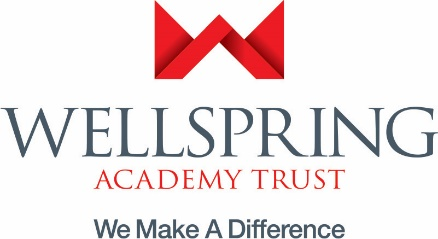 WELLSPRING
ACADEMY TRUST
We Make A Difference